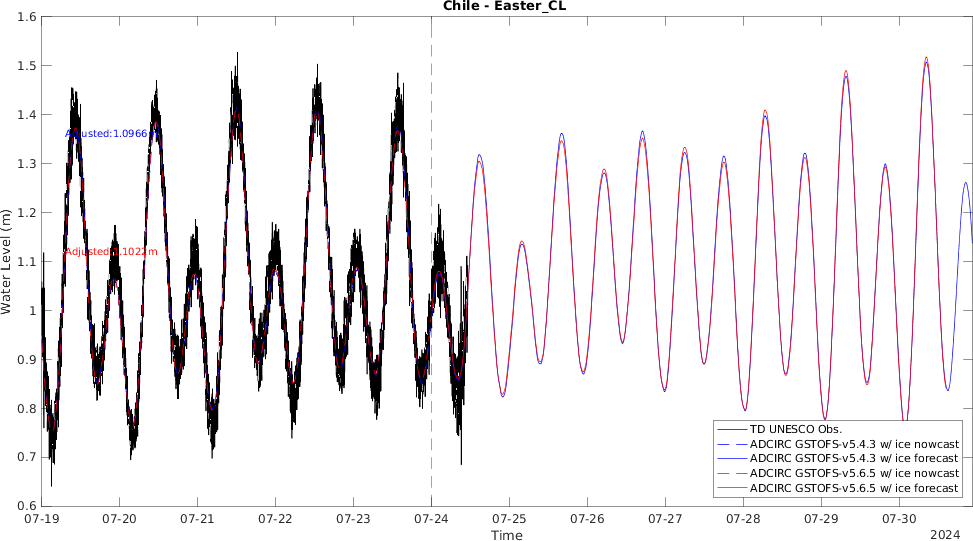 Chile - Easter_CL
1.6
1.5
1.4
1.3
1.2
1.1
1
0.9
0.8
0.7
0.6
Water Level (m)
Adjusted:1.0966m
Adjusted:1.1022m
TD UNESCO Obs.
ADCIRC GSTOFS-v5.4.3 w/ ice nowcast
ADCIRC GSTOFS-v5.4.3 w/ ice forecast
ADCIRC GSTOFS-v5.6.5 w/ ice nowcast
ADCIRC GSTOFS-v5.6.5 w/ ice forecast
07-19 07-20 07-21 07-22 07-23 07-24 07-25 07-26 07-27 07-28 07-29 07-30
Time
2024